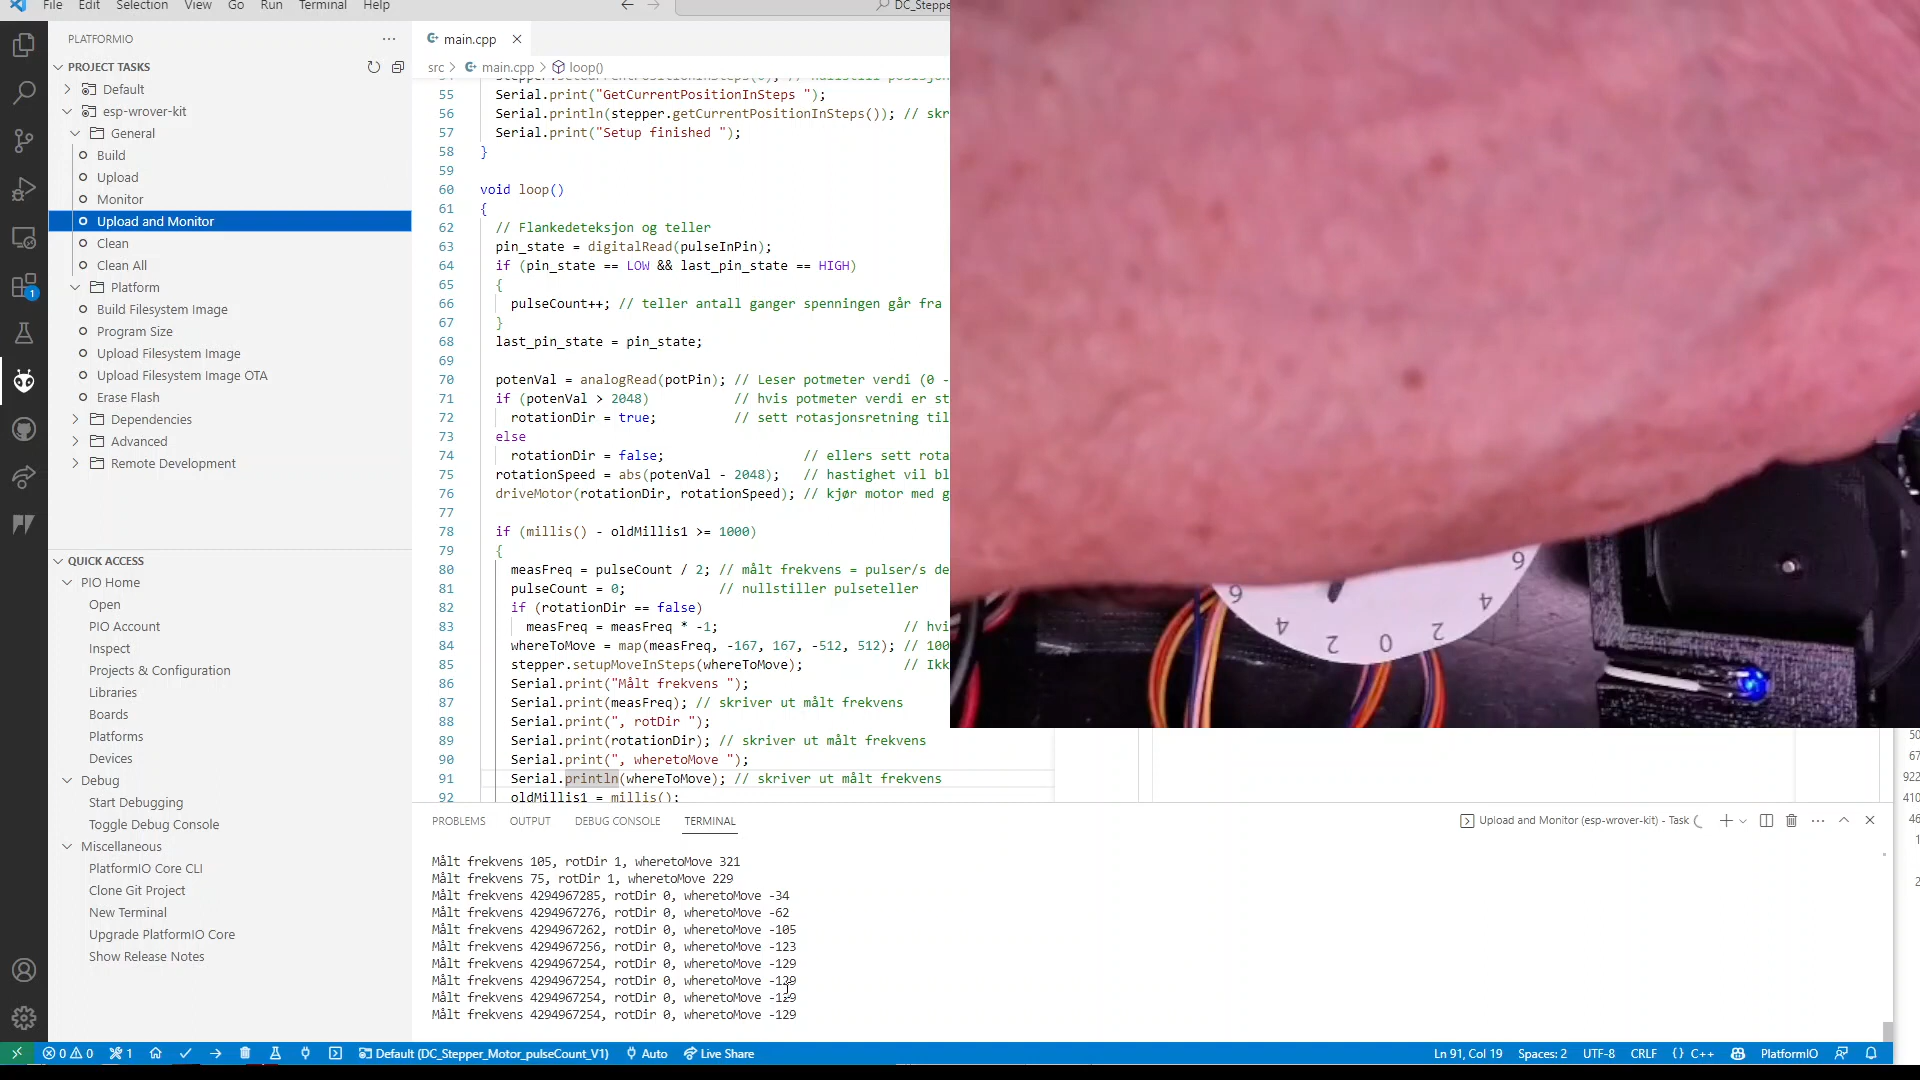 File Edit Selection View Go Run Terminal Help
DC_Steppe
PLATFORMIO
PROJECT TASKS
Default
esp-wrover-kit
General
Build
Upload
Monitor
Upload and Monitor
Clean
Clean All
Platform
Build Filesystem Image
Program Size
Upload Filesystem Image
Upload Filesystem Image OTA
Erase Flash
Dependencies
Advanced
Remote Development
QUICK ACCESS
PIO Home
Open
PIO Account
Inspect
Projects & Configuration
Libraries
Boards
Platforms
Devices
Debug
Start Debugging
Toggle Debug Console
Miscellaneous
PlatformIO Core CLI
Clone Git Project
New Terminal
Upgrade PlatformIO Core
Show Release Notes
main.cpp
src > main.cpp > loop()
55 Serial.print("GetCurrentPositionInSteps ");
56 Serial.println(stepper.getCurrentPositionInSteps()); // skr
57 Serial.print("Setup finished ");
58 }
59
60 void loop()
61 {
62 // Flankedeteksjon og teller
63 pin_state = digitalRead(pulseInPin);
64 if (pin_state == LOW && last_pin_state == HIGH)
65 {
66 pulseCount++; // teller antall ganger spenningen går fra
67 }
68 last_pin_state = pin_state;
69
70 potenVal = analogRead(potPin); // Leser potmeter verdi (0 -
71 if (potenVal > 2048) // hvis potmeter verdi er st
72 rotationDir = true; // sett rotasjonsretning til
73 else
74 rotationDir = false; // ellers sett rota
75 rotationSpeed = abs(potenVal - 2048); // hastighet vil bl
76 driveMotor(rotationDir, rotationSpeed); // kjør motor med g
77
78 if (millis() - oldMillis1 >= 1000)
79 {
80 measFreq = pulseCount / 2; // målt frekvens = pulser/s de
81 pulseCount = 0; // nullstiller pulseteller
82 if (rotationDir == false)
83 measFreq = measFreq * -1; // hvi
84 whereToMove = map(measFreq, -167, 167, -512, 512); // 100
85 stepper.setupMoveInSteps(whereToMove); // Ikk
86 Serial.print("Målt frekvens ");
87 Serial.print(measFreq); // skriver ut målt frekvens
88 Serial.print(", rotDir ");
89 Serial.print(rotationDir); // skriver ut målt frekvens
90 Serial.print(", wheretoMove ");
91 Serial.println(whereToMove); // skriver ut målt frekvens
92 oldMillis1 = millis();
6
6
4
4
2
2
0
50
67
922
410
46
1
2
PROBLEMS OUTPUT DEBUG CONSOLE TERMINAL
Upload and Monitor (esp-wrover-kit) - Task
Målt frekvens 105, rotDir 1, wheretoMove 321
Målt frekvens 75, rotDir 1, wheretoMove 229
Målt frekvens 4294967285, rotDir 0, wheretoMove -34
Målt frekvens 4294967276, rotDir 0, wheretoMove -62
Målt frekvens 4294967262, rotDir 0, wheretoMove -105
Målt frekvens 4294967256, rotDir 0, wheretoMove -123
Målt frekvens 4294967254, rotDir 0, wheretoMove -129
Målt frekvens 4294967254, rotDir 0, wheretoMove -129
Målt frekvens 4294967254, rotDir 0, wheretoMove -129
Målt frekvens 4294967254, rotDir 0, wheretoMove -129
0 0 1 Default (DC_Stepper_Motor_pulseCount_V1) Auto Live Share Ln 91, Col 19 Spaces: 2 UTF-8 CRLF {} C++ PlatformIO